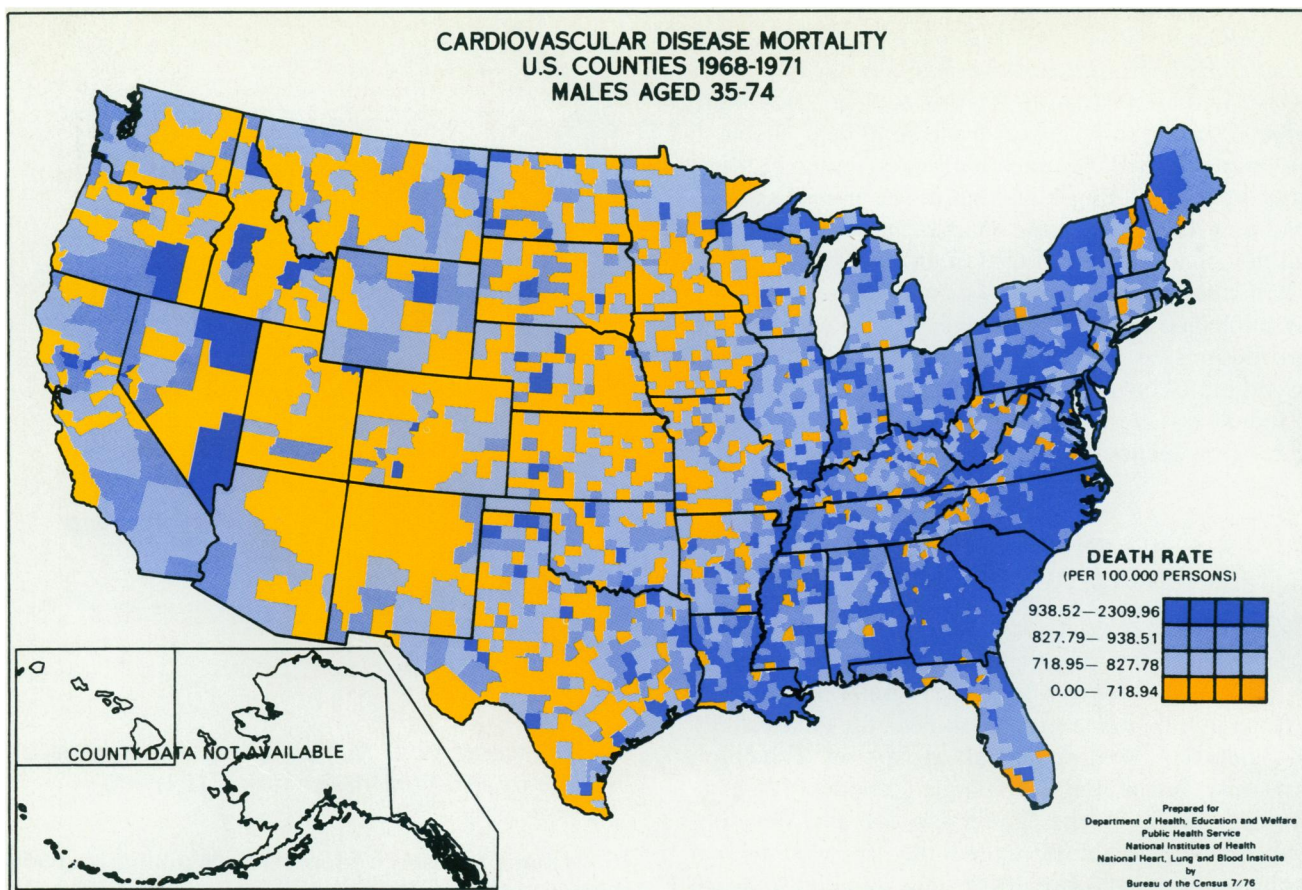 CARDIOVASCULAR DISEASE MORTALITY
U.S. COUNTIES 1968-1971
MALES AGED 35-74
DEATH RATE
(PER 100.000 PERSONS)
938.52—2309.96
827.79— 938.51
718.95— 827.78
0.00— 718.94
COUNTY DATA NOT AVAILABLE
Prepared for
Department of Health, Education and Welfare
Public Health Service
National Institutes of Health
National Heart, Lung and Blood Institute
by
Bureau of the Census 7/76